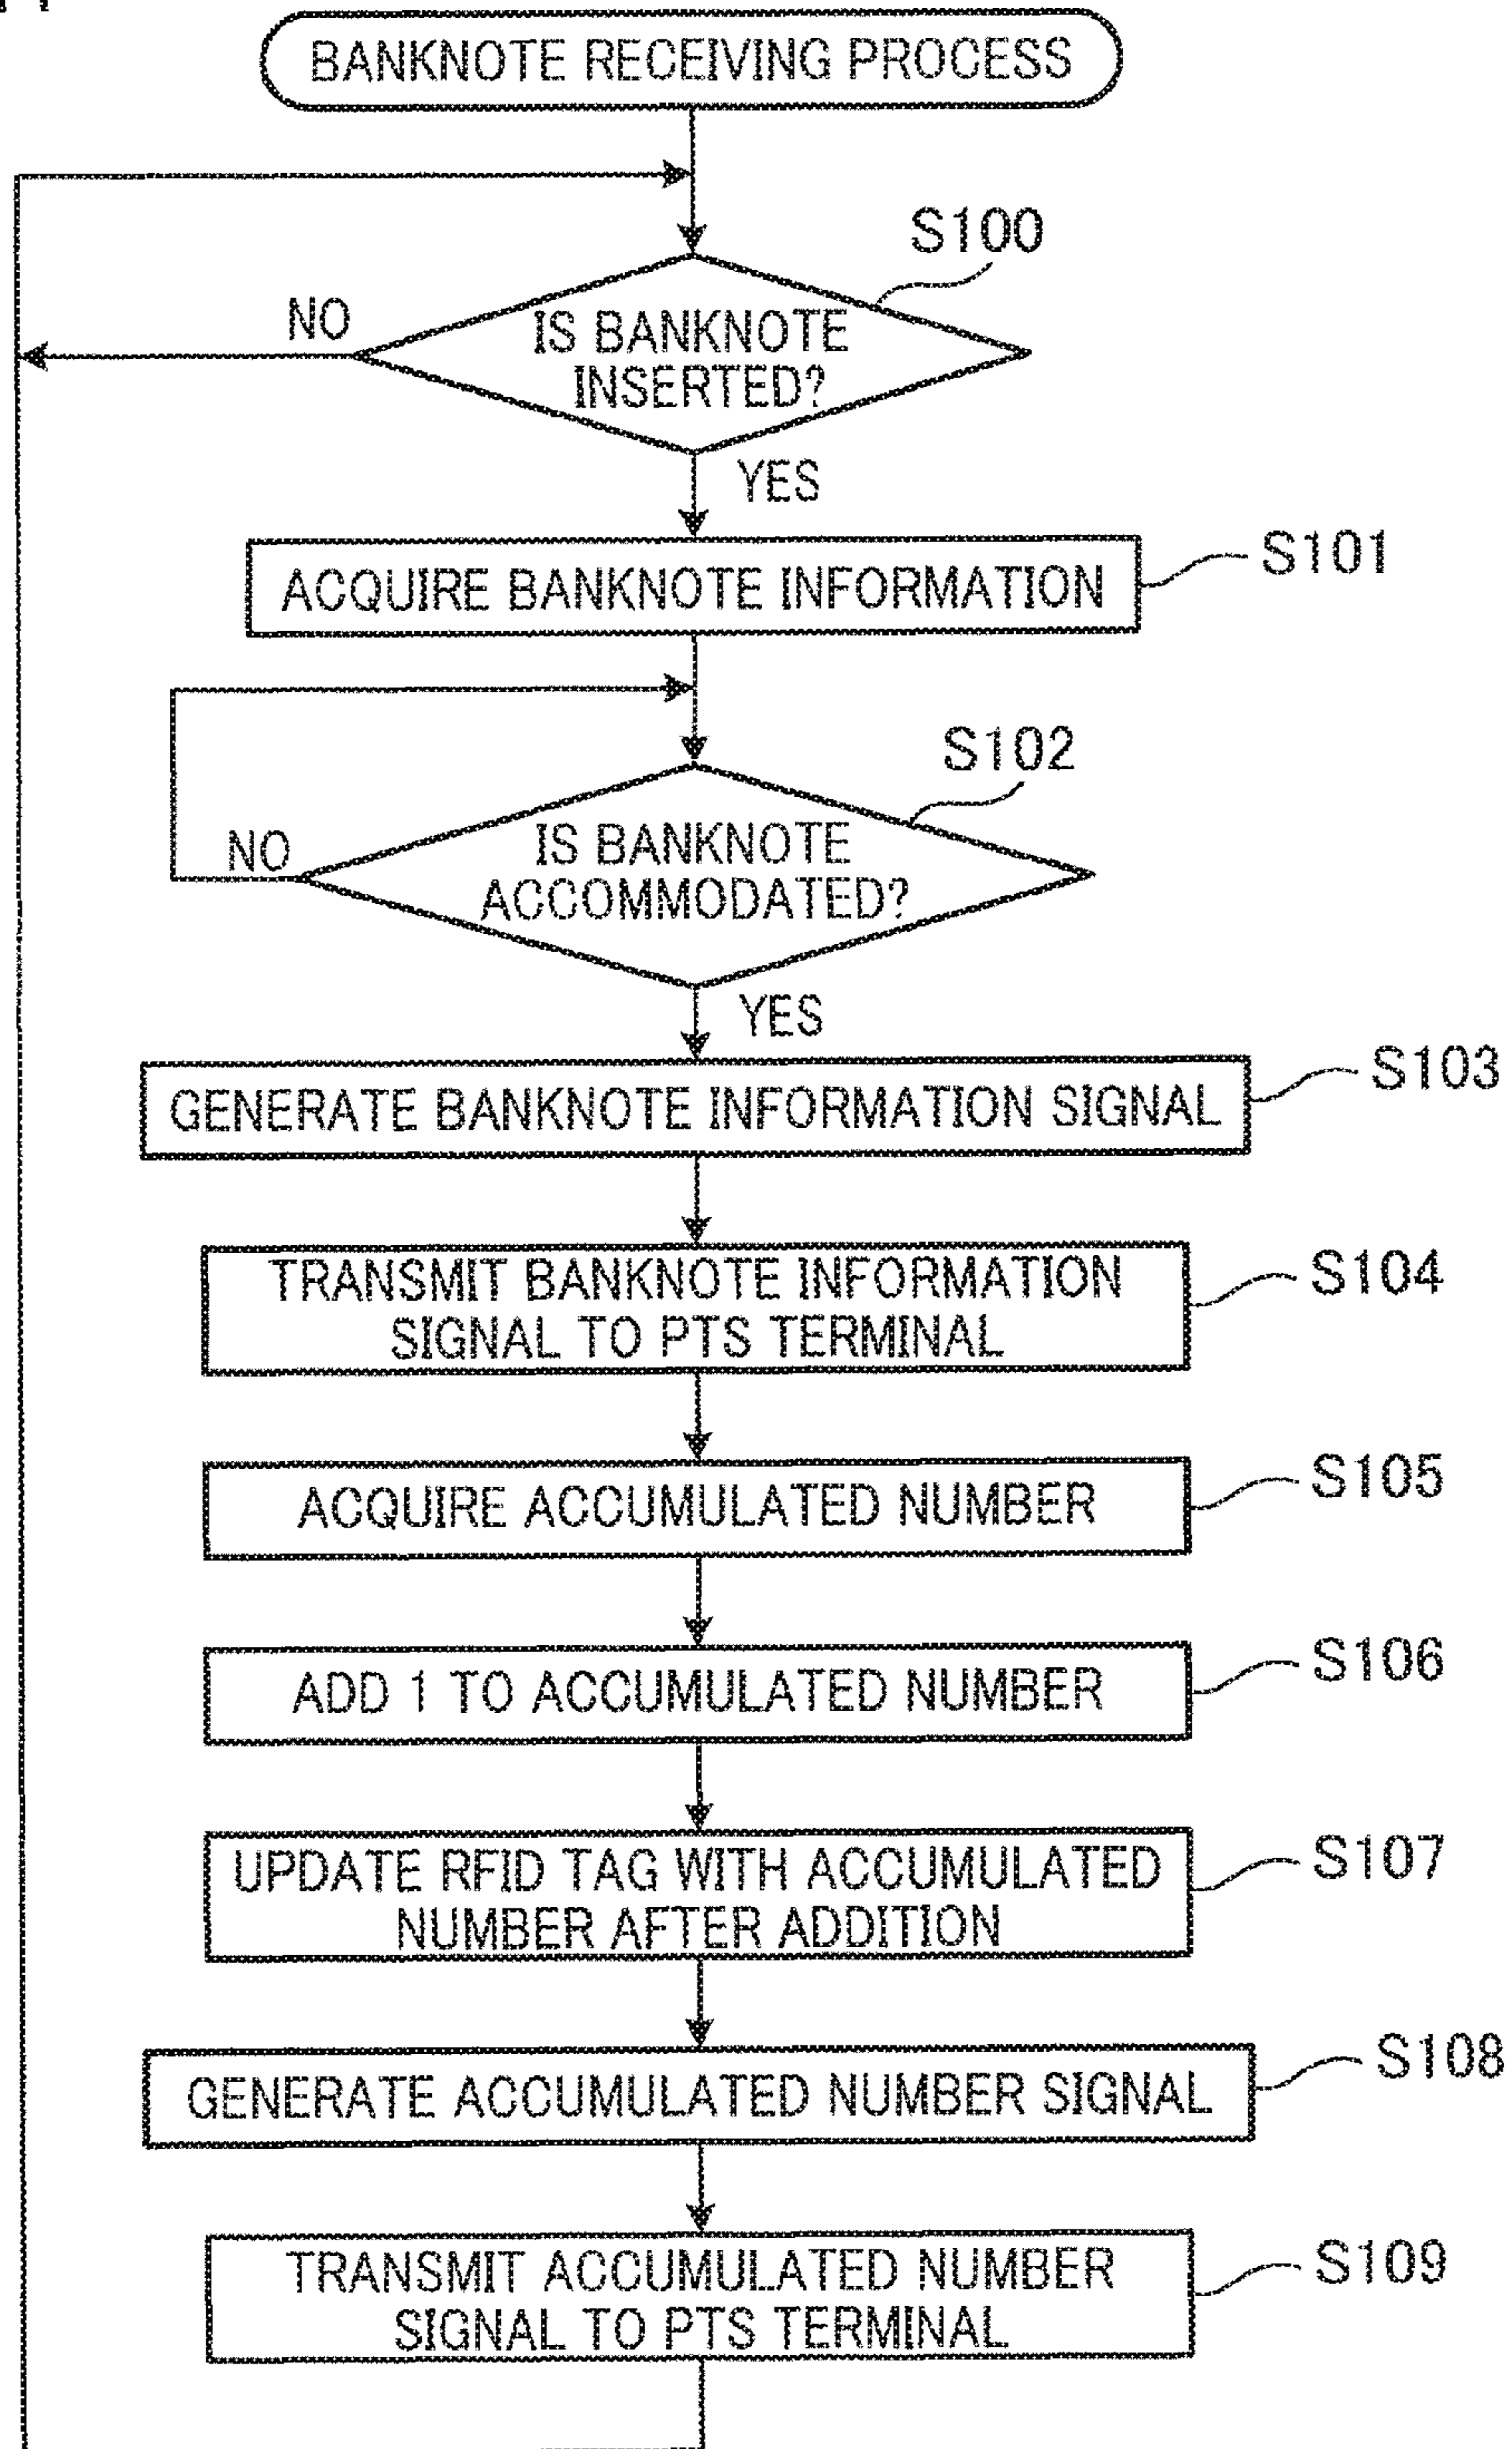 BANKNOTE RECEIVING PROCESS
S100
NO
IS BANKNOTE
INSERTED?
YES
ACQUIRE BANKNOTE INFORMATION
S101
S102
NO
IS BANKNOTE
ACCOMMODATED?
YES
GENERATE BANKNOTE INFORMATION SIGNAL
S103
TRANSMIT BANKNOTE INFORMATION
SIGNAL TO PTS TERMINAL
S104
ACQUIRE ACCUMULATED NUMBER
S105
ADD 1 TO ACCUMULATED NUMBER
S106
UPDATE RFID TAG WITH ACCUMULATED
NUMBER AFTER ADDITION
S107
GENERATE ACCUMULATED NUMBER SIGNAL
S108
TRANSMIT ACCUMULATED NUMBER
SIGNAL TO PTS TERMINAL
S109